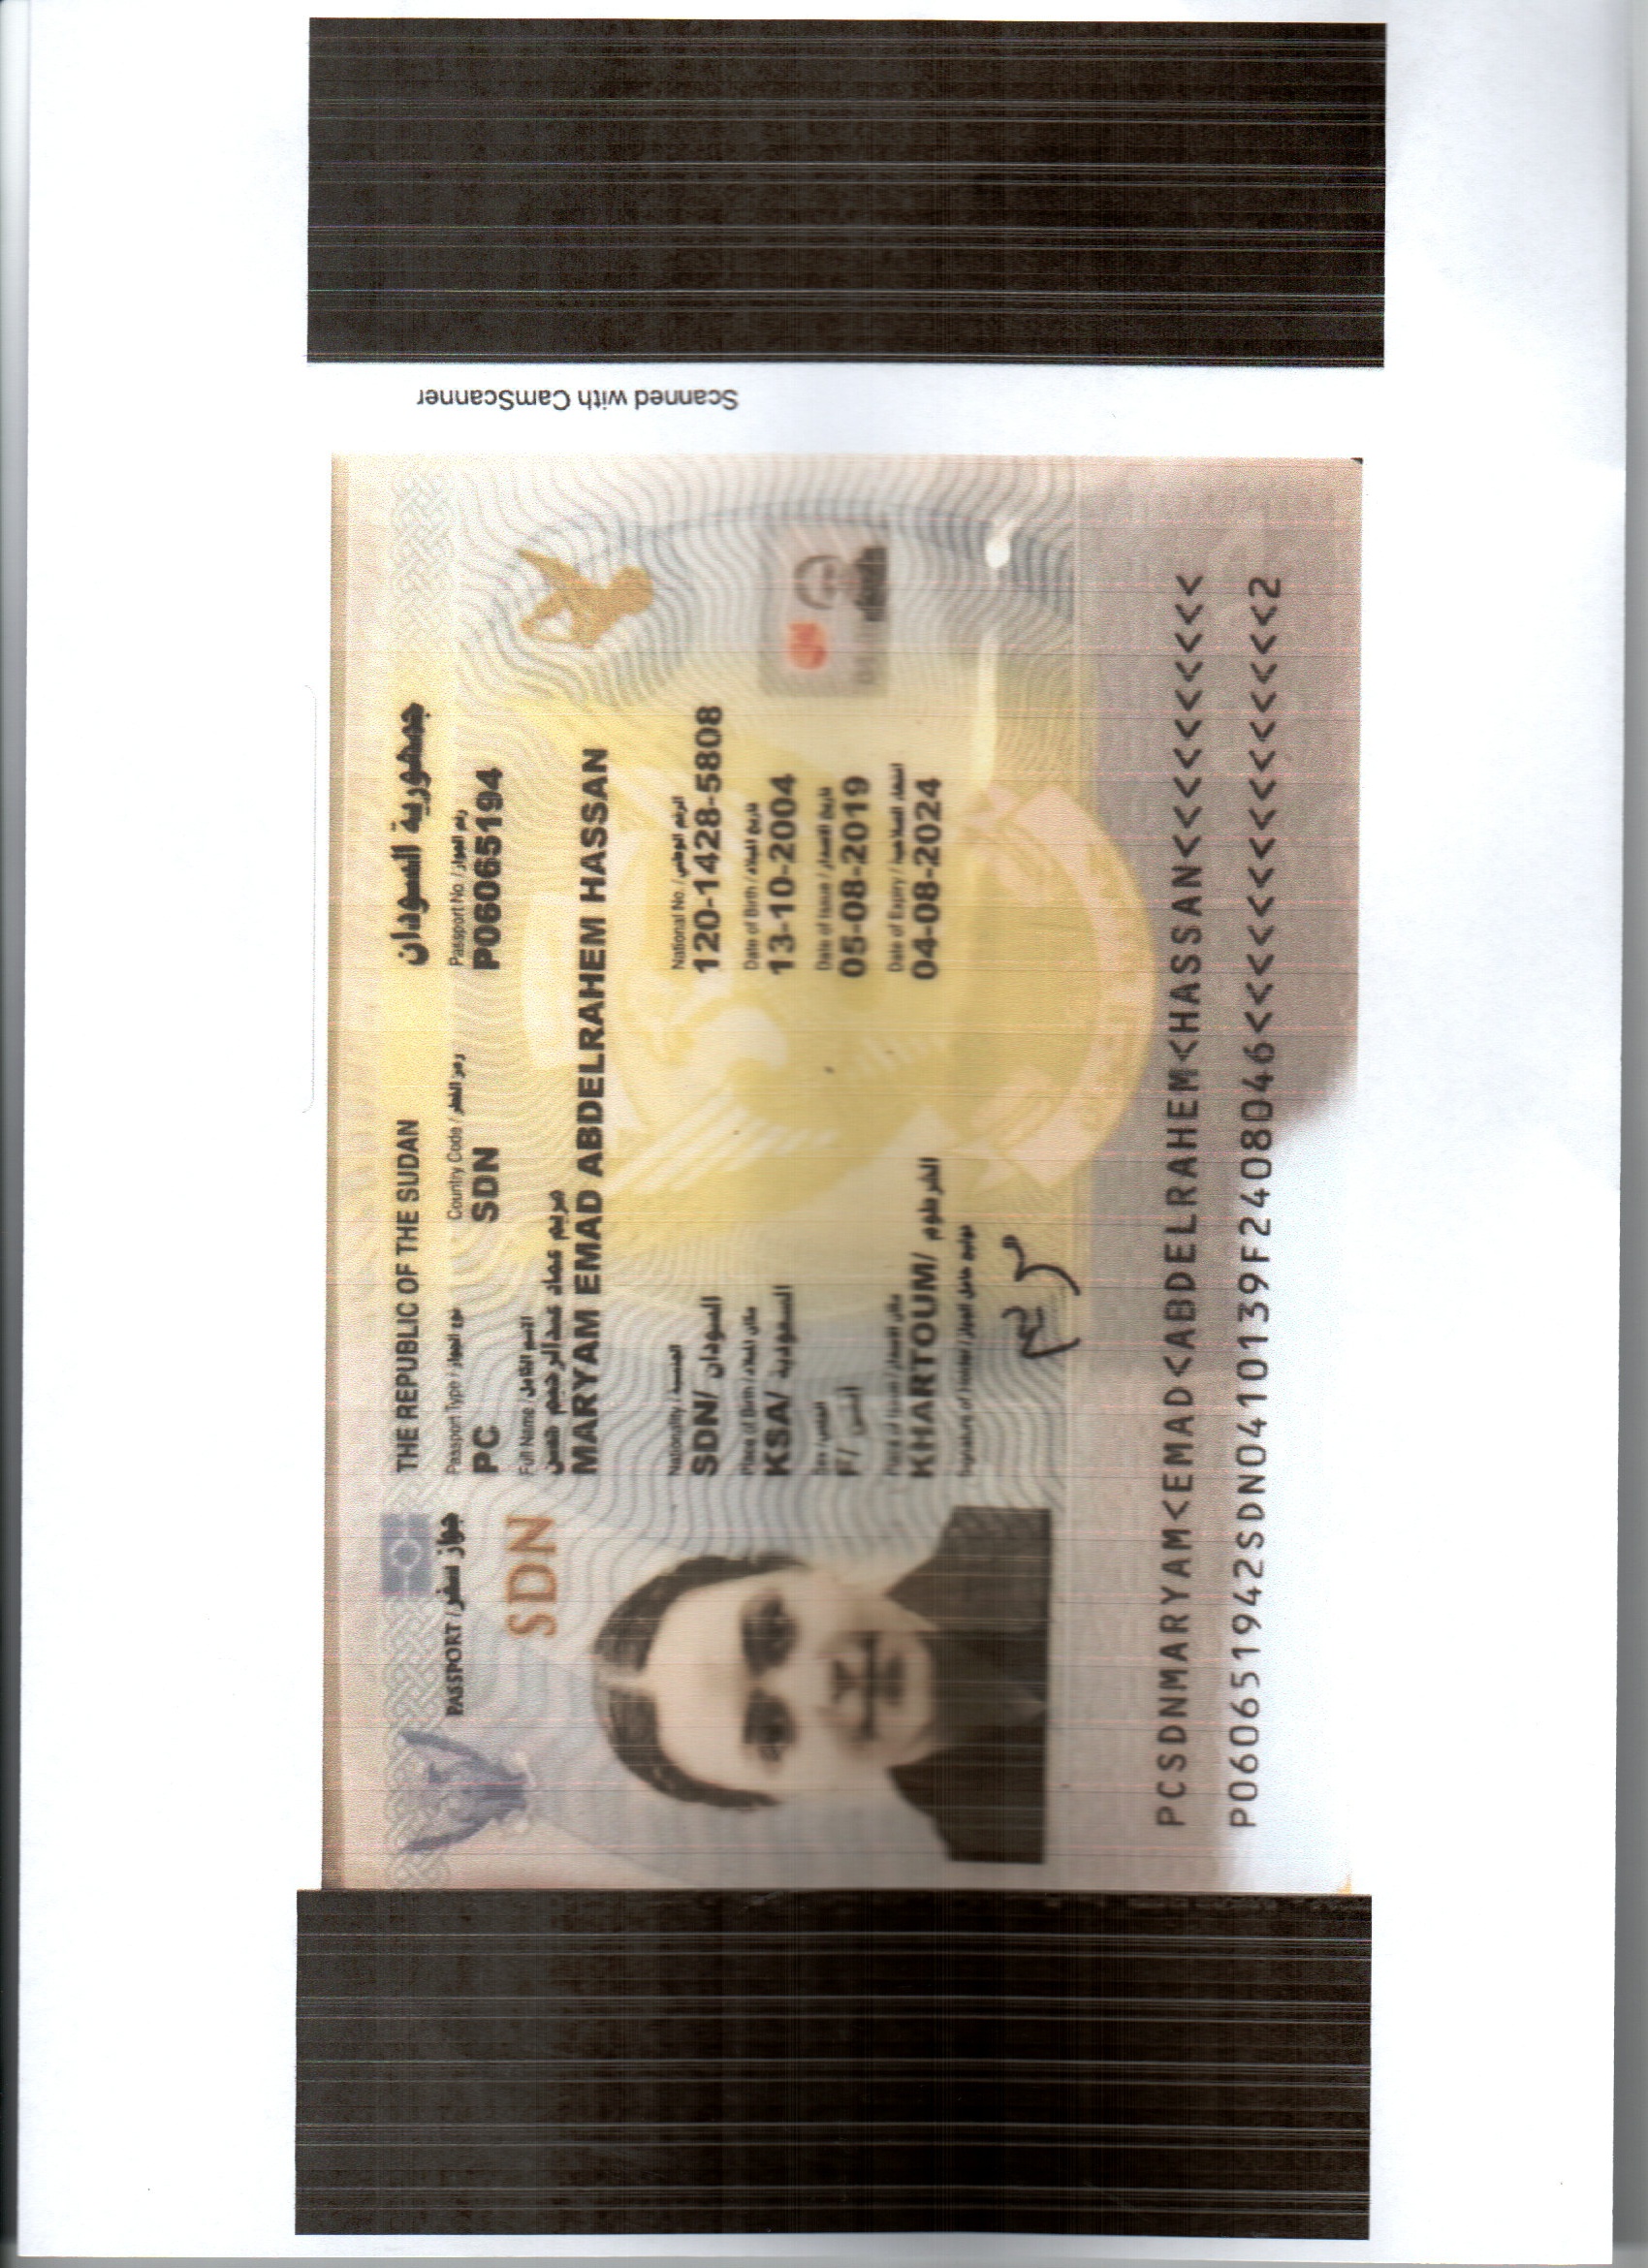 THE REPUBLIC OF THE SUDAN جمهورية السودان
PASSPORT / جواز سفر
Passport Type / نوع الجواز Country Code / رمز القطر Passport No. / رقم الجواز
PC SDN P06065194
SDN
Full Name / الاسم الكامل
مريم عماد عبدالرحيم حسن
MARYAM EMAD ABDELRAHEM HASSAN
Nationality / الجنسية National No. / الرقم الوطني
SDN/ السودان 120-1428-5808
Place of Birth / مكان الميلاد Date of Birth / تاريخ الميلاد
KSA/ السعودية 13-10-2004
Sex / الجنس Date of Issue / تاريخ الاصدار
F/ انثى 05-08-2019
Place of Issue / مكان الاصدار Date of Expiry / انتهاء الصلاحية
KHARTOUM/ الخرطوم 04-08-2024
Signature of Holder / توقيع حامل الجواز
PCSDNMARYAM<EMAD<ABDELRAHEM<HASSAN<<<<<<<<<<
P060651942SDN0410139F2408046<<<<<<<<<<<<<<<2
Scanned with CamScanner